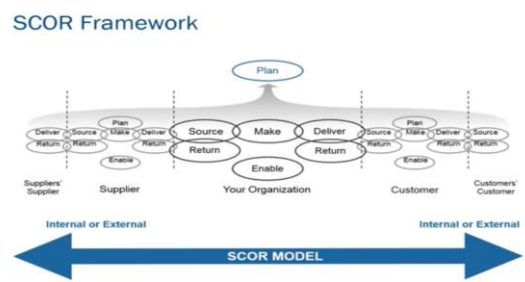 SCOR Framework
Plan
Plan Plan
Deliver Source Make Deliver Source Make Deliver Source Make Deliver Source
Return Return Return Return Return Return Return Return
Enable Enable Enable
Suppliers' Supplier Your Organization Customer Customers'
Supplier Customer
Internal or External Internal or External
SCOR MODEL